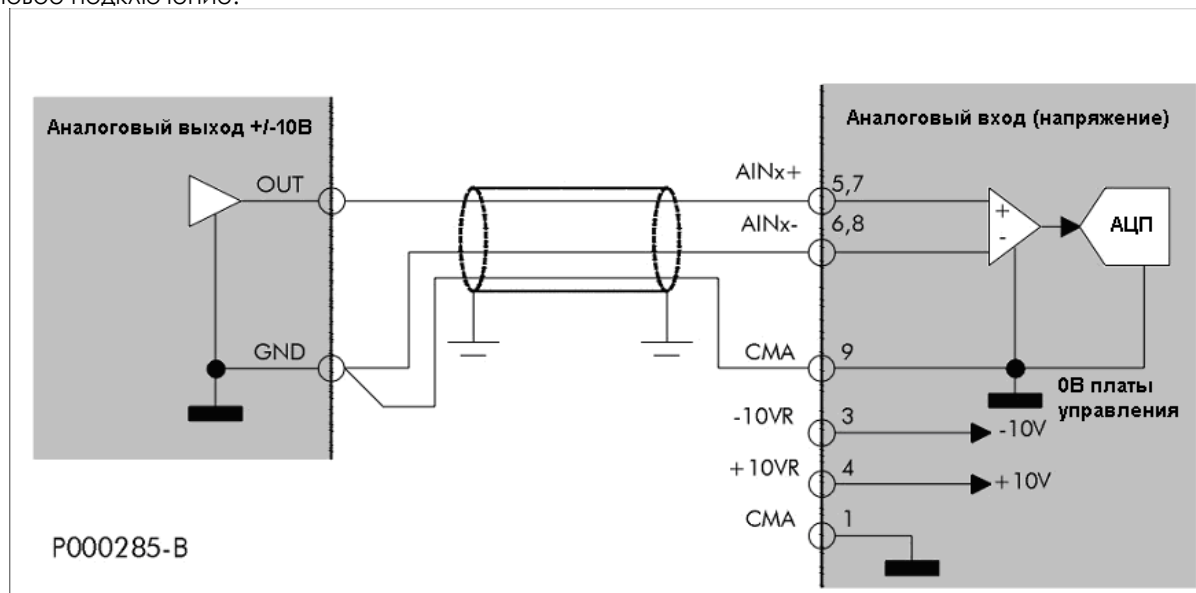 Аналоговый выход +/-10В
Аналоговый вход (напряжение)
OUT
AINx+
5,7
AINx-
6,8
+
-
АЦП
GND
CMA
9
0В платы
управления
-10VR
3
-10V
+10VR
4
+10V
CMA
1
P000285-B